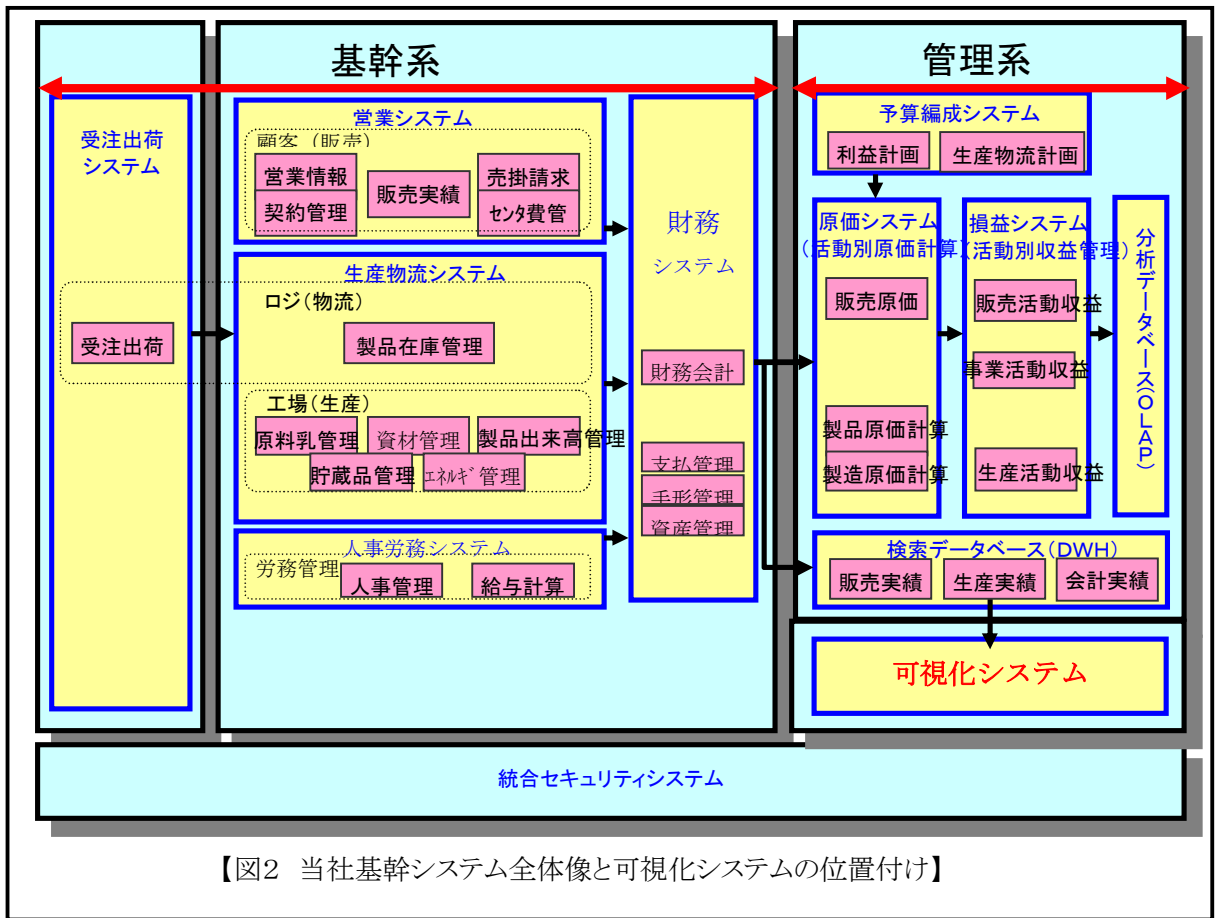 基幹系
管理系
受注出荷
システム
受注出荷
営業システム
顧客(販売)
営業情報
契約管理
販売実績
売掛請求
センタ費管
生産物流システム
ロジ(物流)
製品在庫管理
工場(生産)
原料乳管理
資材管理
製品出来高管理
貯蔵品管理
エネルギ管理
人事労務システム
労務管理
人事管理
給与計算
財務
システム
財務会計
支払管理
手形管理
資産管理
予算編成システム
利益計画
生産物流計画
原価システム
(活動別原価計算)
販売原価
製品原価計算
製造原価計算
損益システム
(活動別収益管理)
販売活動収益
事業活動収益
生産活動収益
分析データベース(OLAP)
検索データベース(DWH)
販売実績
生産実績
会計実績
可視化システム
統合セキュリティシステム
【図2 当社基幹システム全体像と可視化システムの位置付け】